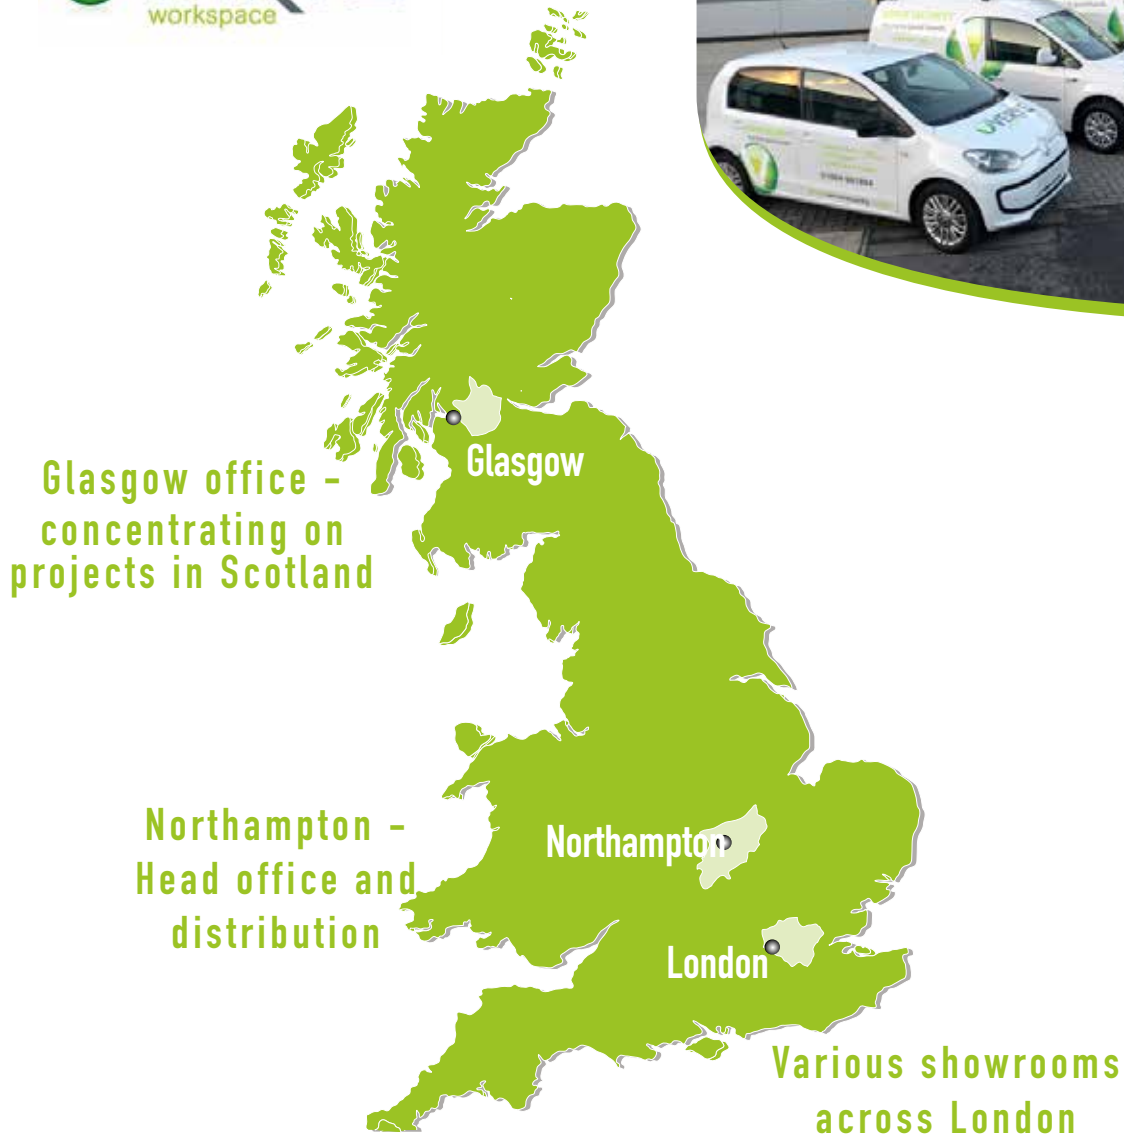 workspace
Glasgow
Glasgow office -
concentrating on
projects in Scotland
Northampton -
Head office and
distribution
Northampton
London
Various showrooms
across London